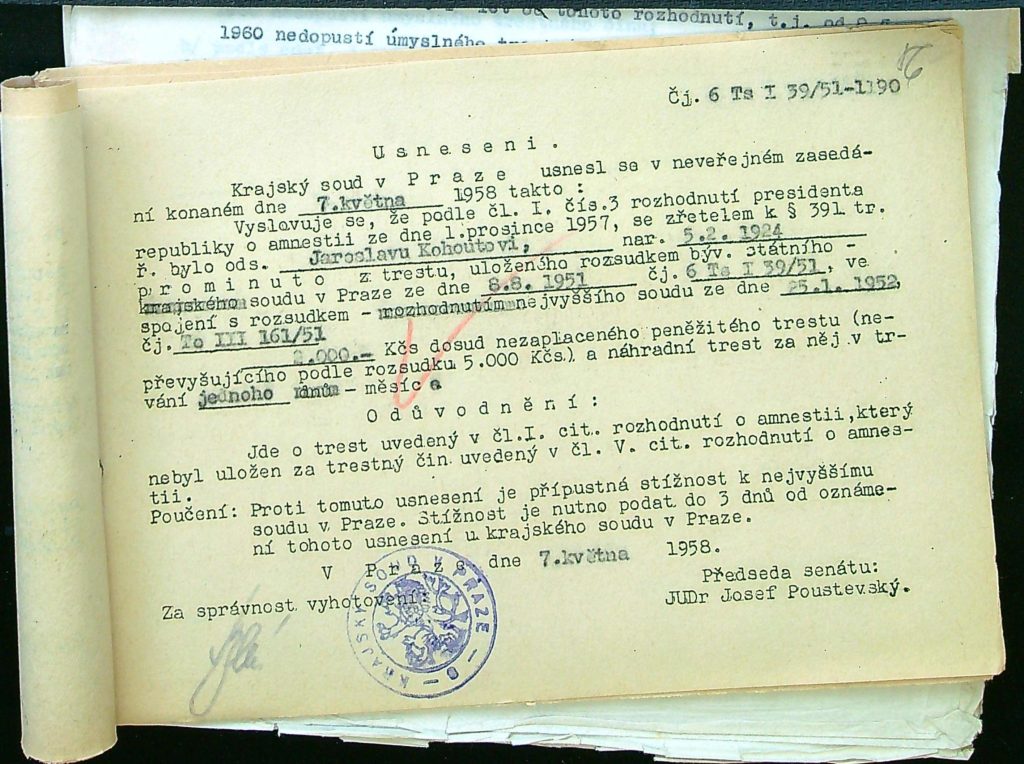 let od tohoto rozhodnutí, t.j. od
1960 nedopustí úmyslného
Čj. 6 Ts I 39/51-1190
U s n e s e n i .
Krajský soud v P r a z e usnesl se v neveřejném zasedá-
ní konaném dne 7.května 1958 takto :
Vyslovuje se, že podle čl. I. čís.3 rozhodnutí presidenta
republiky o amnestii ze dne 1.prosince 1957, se zřetelem k § 391 tr.
ř. bylo ods. Jaroslavu Kohoutovi, nar. 5.2. 1924
p r o m i n u t o z trestu, uloženého rozsudkem býv. státního -
krajského soudu v Praze ze dne 8.8. 1951 čj. 6 Ts I 39/51, ve
spojení s rozsudkem - rozhodnutím nejvyššího soudu ze dne 25.1. 1952,
čj. To III 161/51
2.000.- Kčs dosud nezaplaceného peněžitého trestu (ne-
převyšujícího podle rozsudku 5.000 Kčs) a náhradní trest za něj v tr-
vání jednoho dnů - měsíc e
O d ů v o d n ě n í :
Jde o trest uvedený v čl.I. cit. rozhodnutí o amnestii,který
nebyl uložen za trestný čin uvedený v čl. V. cit. rozhodnutí o amnes-
tii.
Poučení: Proti tomuto usnesení je přípustná stížnost k nejvyššímu
soudu v Praze. Stížnost je nutno podat do 3 dnů od oznáme-
ní tohoto usnesení u krajského soudu v Praze.
V P r a z e dne 7.května 1958.
Předseda senátu:
Za správnost vyhotovení: JUDr Josef Poustevský.
KRAJSKÝ SOUD V PRAZE